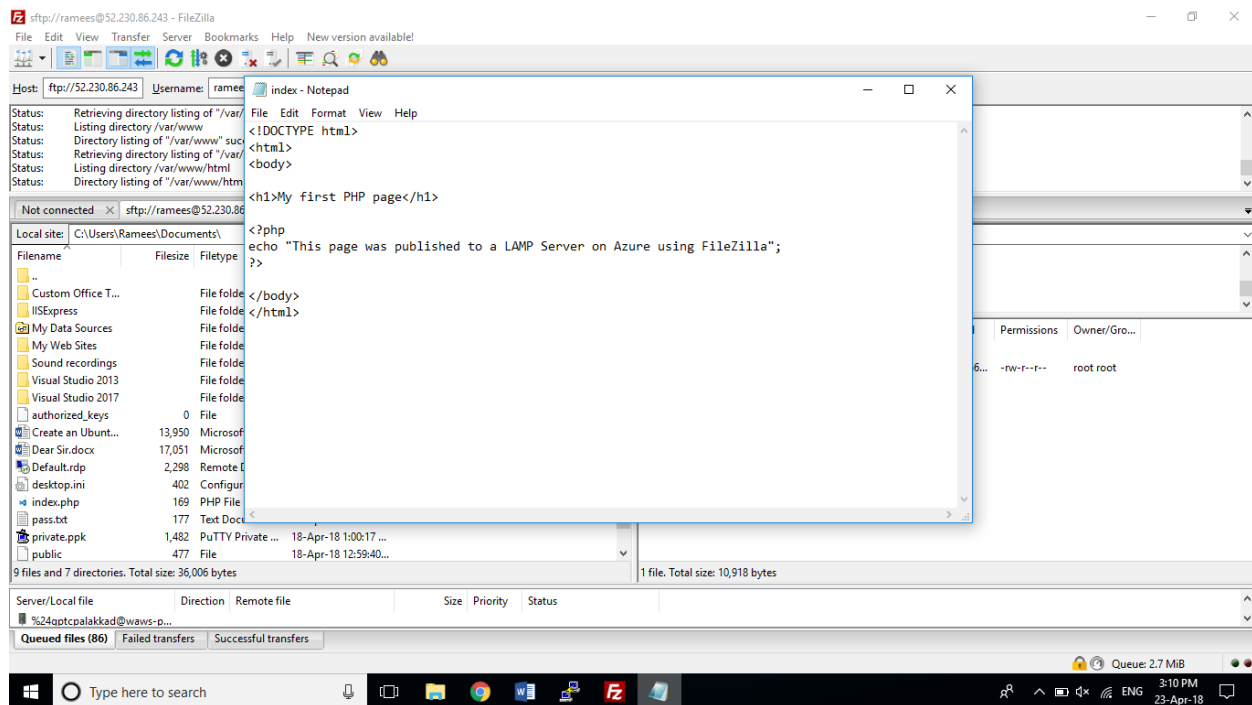 sftp://ramees@52.230.86.243 - FileZilla
File Edit View Transfer Server Bookmarks Help New version available!
Host: ftp://52.230.86.243 Username: ramee
Status: Retrieving directory listing of "/var/
Status: Listing directory /var/www
Status: Directory listing of "/var/www" suc
Status: Retrieving directory listing of "/var/
Status: Listing directory /var/www/html
Status: Directory listing of "/var/www/htm
Not connected sftp://ramees@52.230.86
Local site: C:\Users\Ramees\Documents\
Filename Filesize Filetype
..
Custom Office T... File folde
IISExpress File folde
My Data Sources File folde
My Web Sites File folde
Sound recordings File folde
Visual Studio 2013 File folde
Visual Studio 2017 File folde
authorized_keys 0 File
Create an Ubunt... 13,950 Microsof
Dear Sir.docx 17,051 Microsof
Default.rdp 2,298 Remote D
desktop.ini 402 Configur
index.php 169 PHP File
pass.txt 177 Text Docu
private.ppk 1,482 PuTTY Private ... 18-Apr-18 1:00:17 ...
public 477 File 18-Apr-18 12:59:40...
9 files and 7 directories. Total size: 36,006 bytes
index - Notepad
File Edit Format View Help
<!DOCTYPE html>
<html>
<body>
<h1>My first PHP page</h1>
<?php
echo "This page was published to a LAMP Server on Azure using FileZilla";
?>
</body>
</html>
Permissions Owner/Gro...
6... -rw-r--r-- root root
1 file. Total size: 10,918 bytes
Server/Local file Direction Remote file Size Priority Status
%24gptcpalakkad@waws-p...
Queued files (86) Failed transfers Successful transfers
Queue: 2.7 MiB
Type here to search
ENG
3:10 PM
23-Apr-18